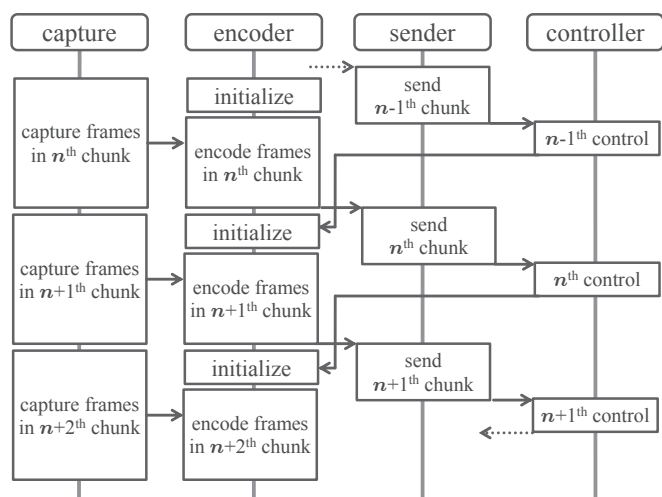 capture
encoder
sender
controller
initialize
send
n-1th chunk
capture frames
in nth chunk
n-1th control
encode frames
in nth chunk
initialize
send
nth chunk
capture frames
in n+1th chunk
nth control
encode frames
in n+1th chunk
initialize
send
n+1th chunk
capture frames
in n+2th chunk
n+1th control
encode frames
in n+2th chunk